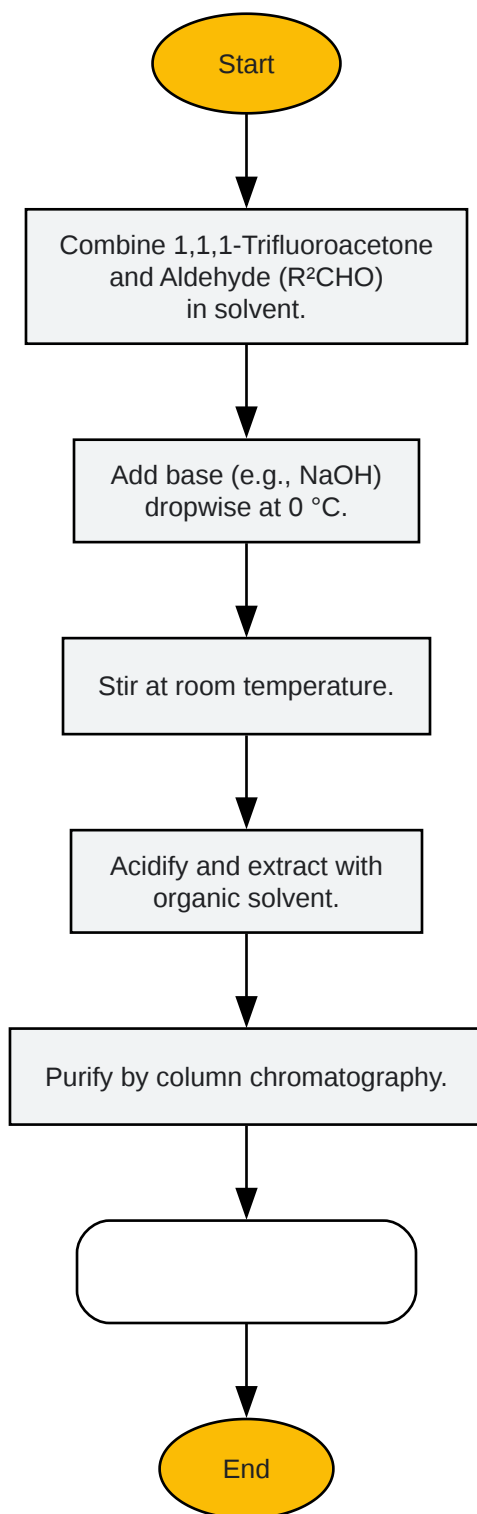 Start
Combine 1,1,1-Trifluoroacetone
and Aldehyde (R²CHO)
in solvent.
Add base (e.g., NaOH)
dropwise at 0 °C.
Stir at room temperature.
Acidify and extract with
organic solvent.
Purify by column chromatography.
End